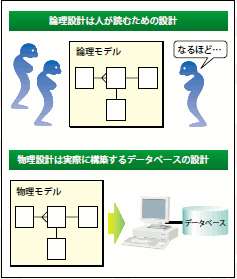 論理設計は人が読むための設計
論理モデル
なるほど…
物理設計は実際に構築するデータベースの設計
物理モデル
データベース